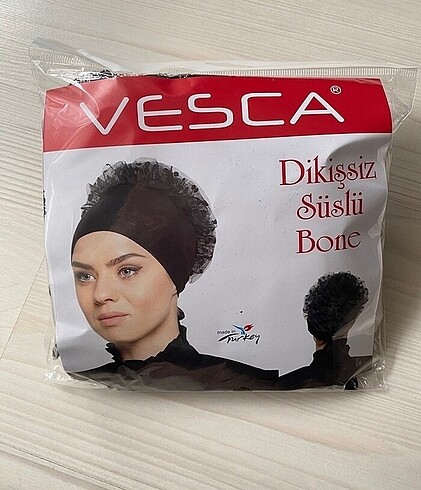 VESCA®
Dikişsiz
Süslü
Bone
made in
Turkey